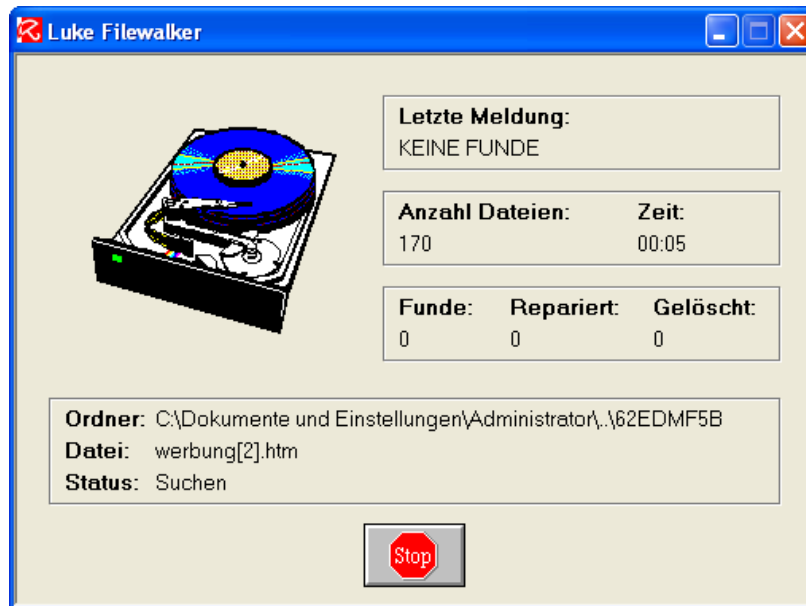 Luke Filewalker
Letzte Meldung:
KEINE FUNDE
Anzahl Dateien: Zeit:
170 00:05
Funde: Repariert: Gelöscht:
0 0 0
Ordner: C:\Dokumente und Einstellungen\Administrator\..\62EDMF5B
Datei: werbung[2].htm
Status: Suchen
Stop